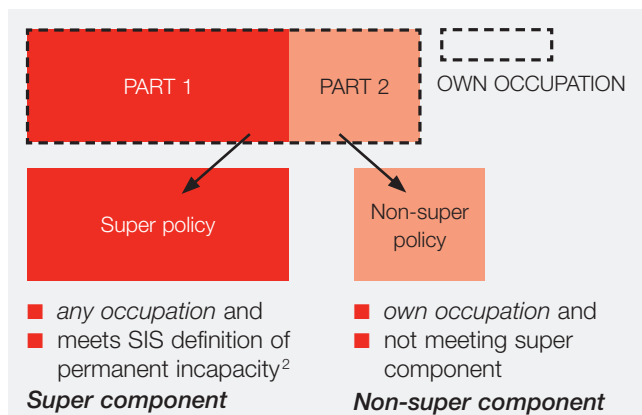 PART 1
PART 2
OWN OCCUPATION
Super policy
Non-super
policy
■ any occupation and
■ meets SIS definition of
permanent incapacity²
Super component
■ own occupation and
■ not meeting super
component
Non-super component